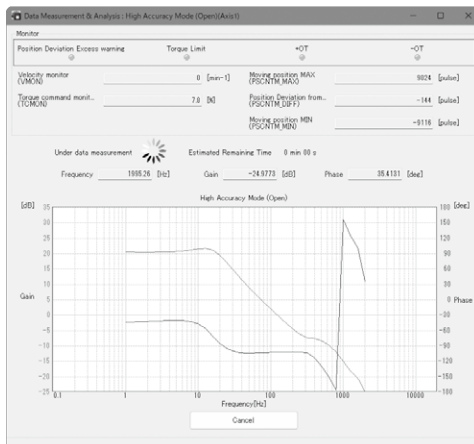 Data Measurement & Analysis : High Accuracy Mode (Open)(Axis1)
Monitor
Position Deviation Excess warning Torque Limit +OT -OT
Velocity monitor
(VMON) 0 [min-1]
Moving position MAX
(PSCNTM_MAX) 9824 [pulse]
Torque command monit...
(TCMON) 7.8 [%]
Position Deviation from...
(PSCNTM_DIFF) -144 [pulse]
Moving position MIN
(PSCNTM_MIN) -9116 [pulse]
Under data measurement Estimated Remaining Time 0 min 00 s
Frequency 1995.26 [Hz] Gain -24.9773 [dB] Phase 35.4131 [deg]
High Accuracy Mode (Open)
[dB] 35 180 [deg]
30 150
25 120
20 90
15 60
10 30
Gain 5 0 Phase
0 -30
-5 -60
-10 -90
-15 -120
-20 -150
-25 -180
0.1 1 10 100 1000 10000
Frequency[Hz]
Cancel